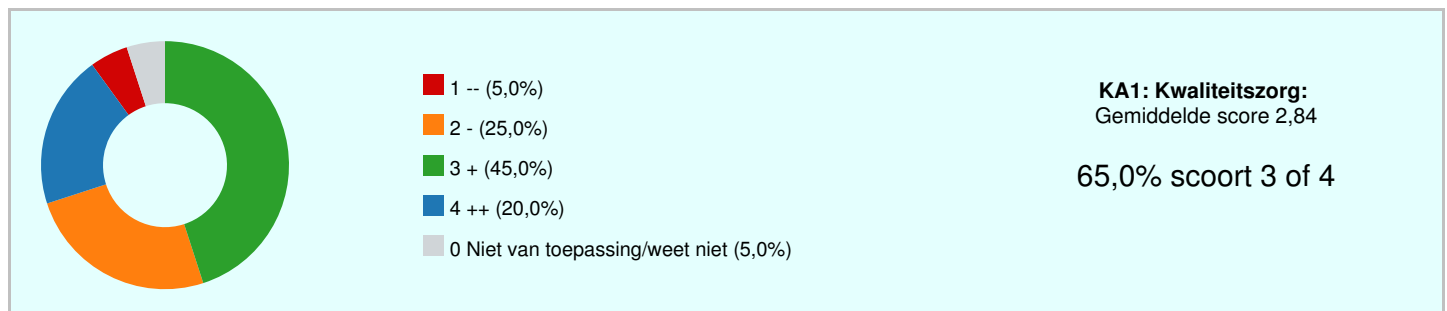 1 -- (5,0%)
2 - (25,0%)
3 + (45,0%)
4 ++ (20,0%)
0 Niet van toepassing/weet niet (5,0%)
KA1: Kwaliteitszorg:
Gemiddelde score 2,84
65,0% scoort 3 of 4